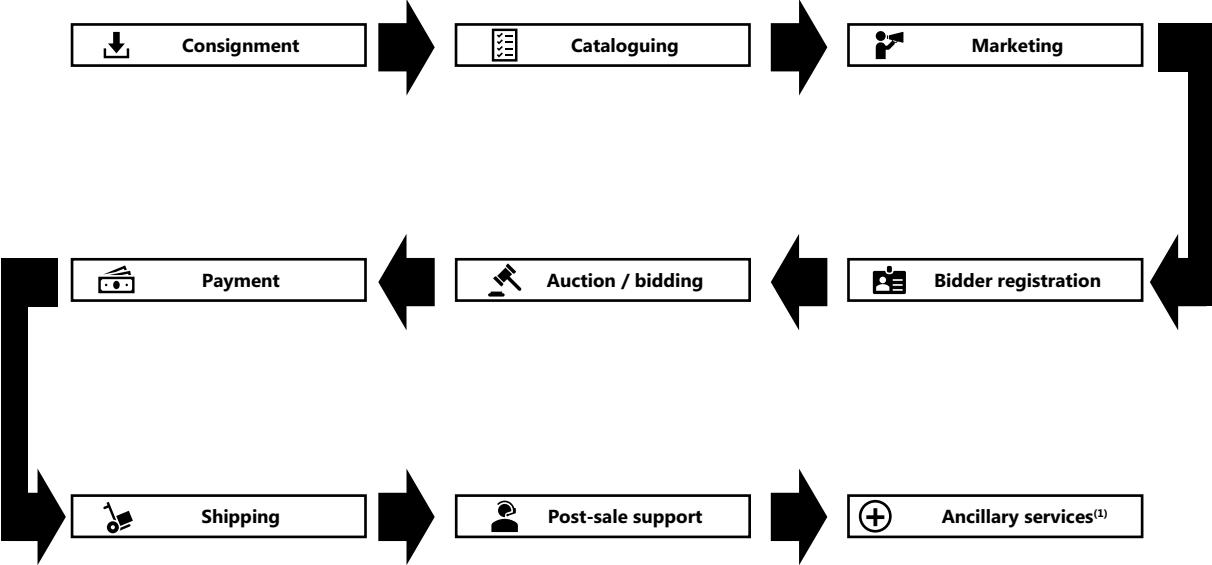 Consignment
Cataloguing
Marketing
Payment
Auction / bidding
Bidder registration
Shipping
Post-sale support
Ancillary services(1)